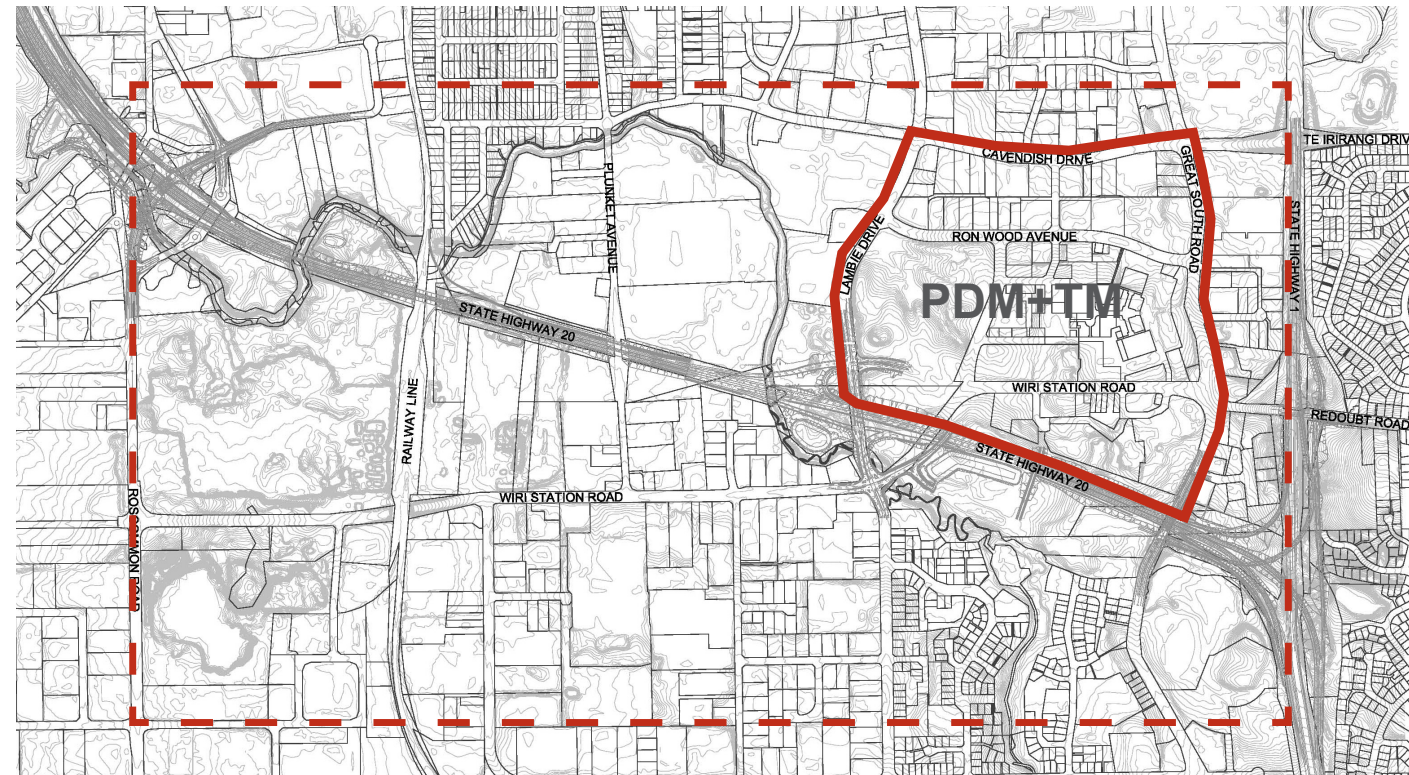 TE IRIRANGI DRIV
CAVENDISH DRIVE
GREAT SOUTH ROAD
PLUNKET AVENUE
STATE HIGHWAY 1
LAMBIE DRIVE
RON WOOD AVENUE
PDM+TM
STATE HIGHWAY 20
WIRI STATION ROAD
RAILWAY LINE
REDOUBT ROAD
STATE HIGHWAY 20
WIRI STATION ROAD
ROSCOMMON ROAD